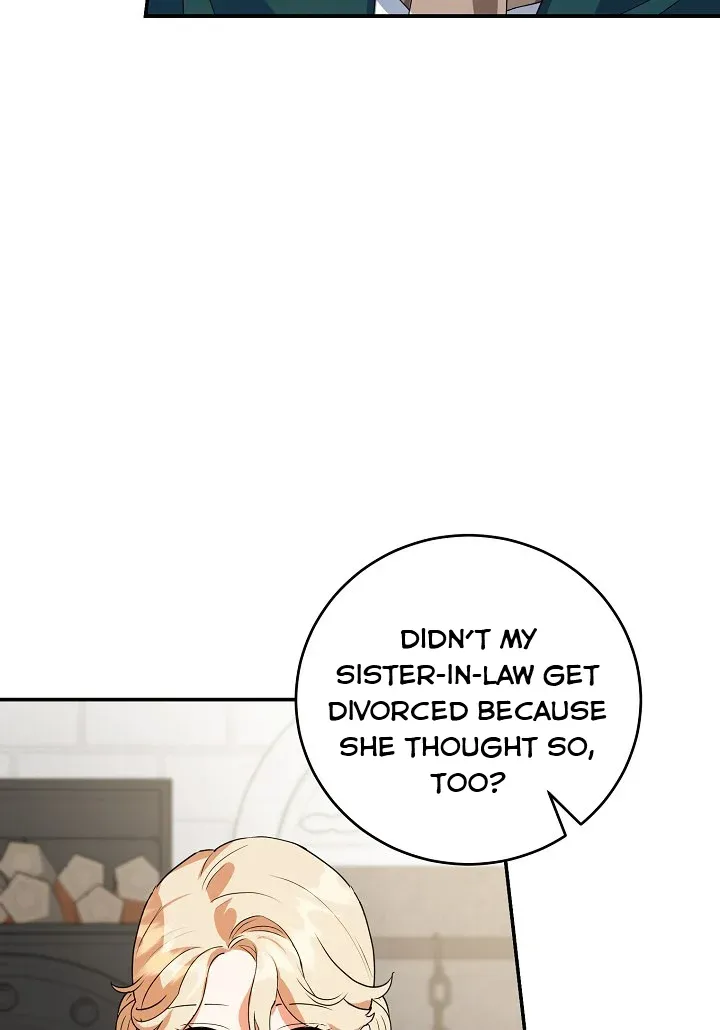 DIDN'T MY
SISTER-IN-LAW GET
DIVORCED BECAUSE
SHE THOUGHT SO,
TOO?